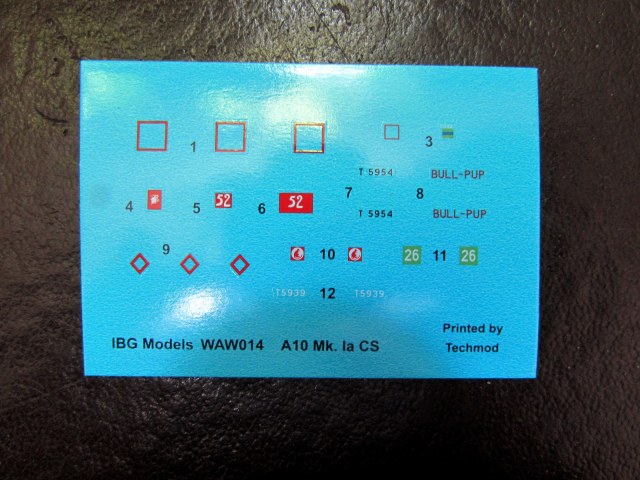 1
3
T 5954 BULL-PUP
4 5 52 6 52 7 8
T 5954 BULL-PUP
9 10 26 11 26
T5939 12 T5939
IBG Models WAW014 A10 Mk. Ia CS
Printed by
Techmod